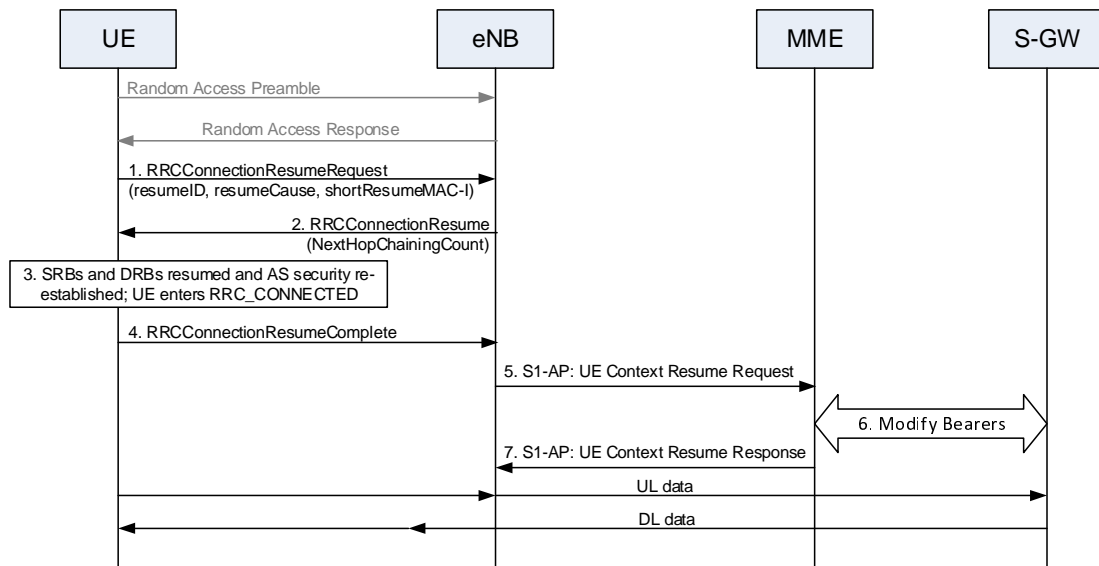 UE
eNB
MME
S-GW
Random Access Preamble
Random Access Response
1. RRCConnectionResumeRequest
(resumeID, resumeCause, shortResumeMAC-I)
2. RRCConnectionResume
(NextHopChainingCount)
3. SRBs and DRBs resumed and AS security re-
established; UE enters RRC_CONNECTED
4. RRCConnectionResumeComplete
5. S1-AP: UE Context Resume Request
6. Modify Bearers
7. S1-AP: UE Context Resume Response
UL data
DL data